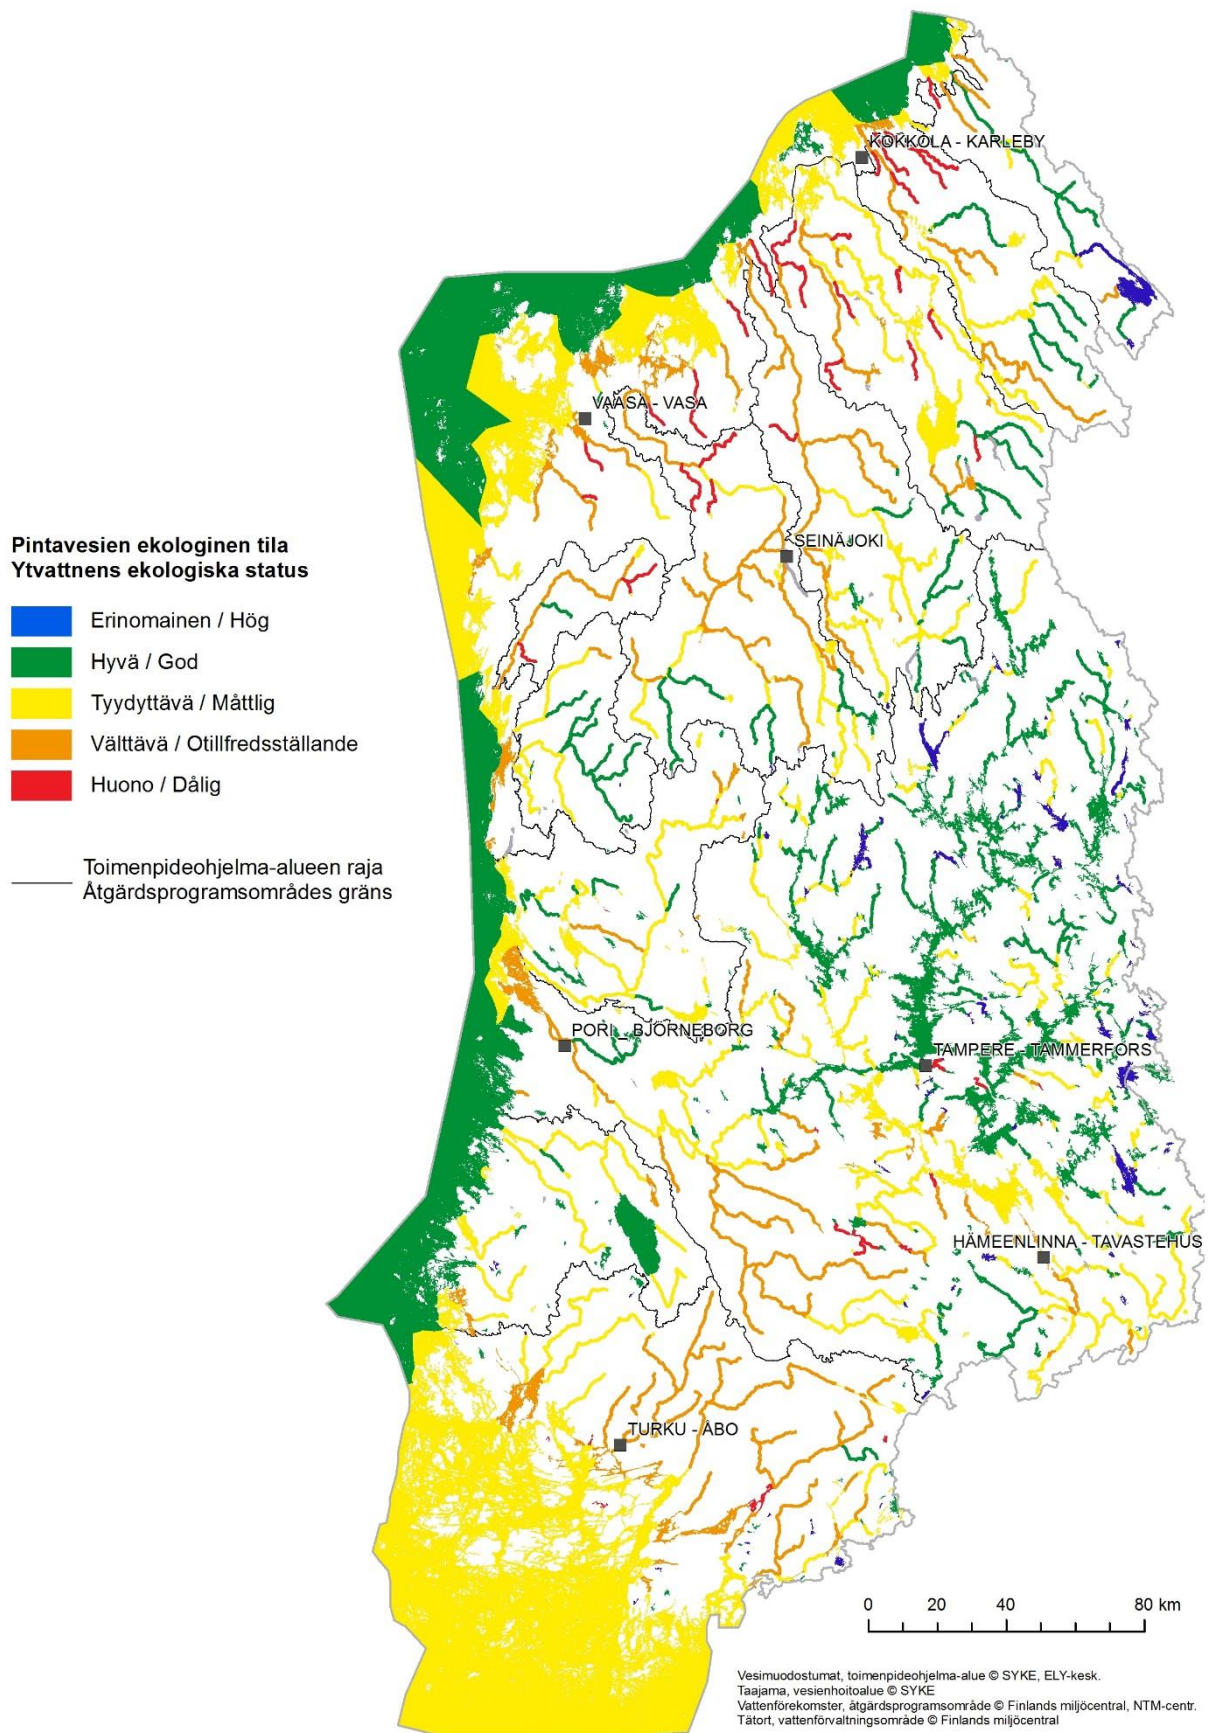 KOKKOLA - KARLEBY
VAASA - VASA
SEINÄJOKI
Pintavesien ekologinen tila
Ytvattnens ekologiska status
Erinomainen / Hög
Hyvä / God
Tyydyttävä / Måttlig
Välttävä / Otillfredsställande
Huono / Dålig
Toimenpideohjelma-alueen raja
Åtgärdsprogramsområdes gräns
PORI _ BJÖRNEBORG
TAMPERE - TAMMERFORS
HÄMEENLINNA - TAVASTEHUS
TURKU - ÅBO
0 20 40 80 km
Vesimuodostumat, toimenpideohjelma-alue © SYKE, ELY-kesk.
Taajama, vesienhoitoalue © SYKE
Vattenförekomster, åtgärdsprogramsområde © Finlands miljöcentral, NTM-centr.
Tätort, vattenförvaltningsområde © Finlands miljöcentral